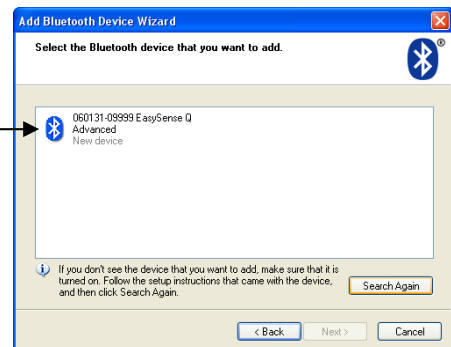 Add Bluetooth Device Wizard
Select the Bluetooth device that you want to add.
®
060131-09999 EasySense Q
Advanced
New device
If you don't see the device that you want to add, make sure that it is
turned on. Follow the setup instructions that came with the device,
and then click Search Again.
Search Again
< Back
Next >
Cancel